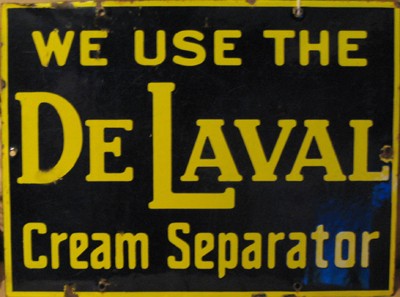 WE USE THE
DE LAVAL
Cream Separator